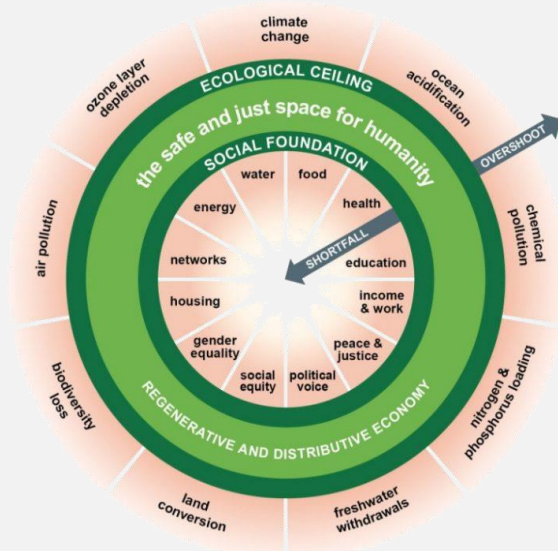 climate
change
ocean
acidification
chemical
pollution
nitrogen &
phosphorus loading
freshwater
withdrawals
land
conversion
biodiversity
loss
air pollution
ozone layer
depletion
ECOLOGICAL CEILING
the safe and just space for humanity
SOCIAL FOUNDATION
OVERSHOOT
SHORTFALL
water
food
health
education
income
& work
peace &
justice
political
voice
social
equity
gender
equality
housing
networks
energy
REGENERATIVE AND DISTRIBUTIVE ECONOMY